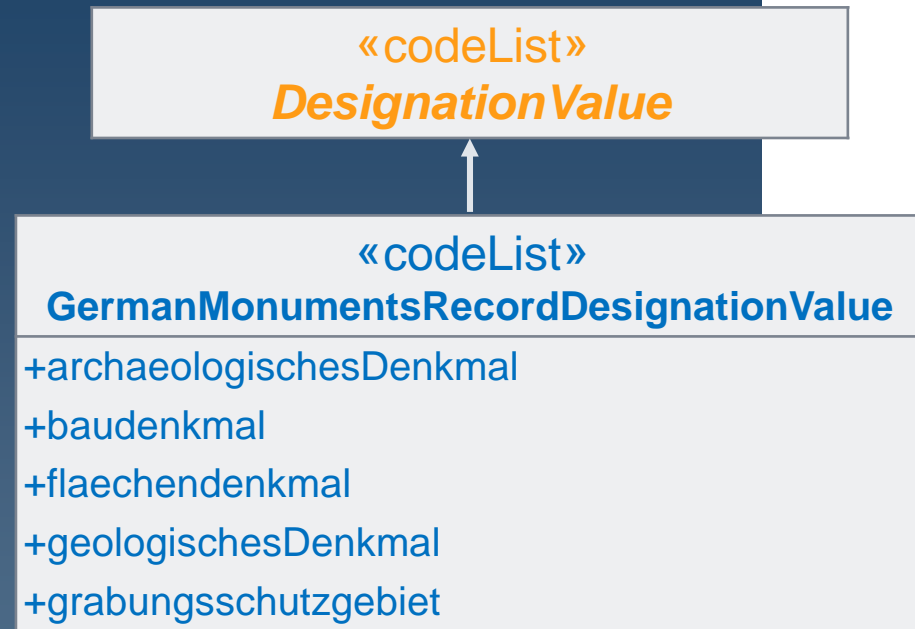 «codeList»
DesignationValue
«codeList»
GermanMonumentsRecordDesignationValue
+archaeologischesDenkmal
+baudenkmal
+flaechendenkmal
+geologischesDenkmal
+grabungsschutzgebiet